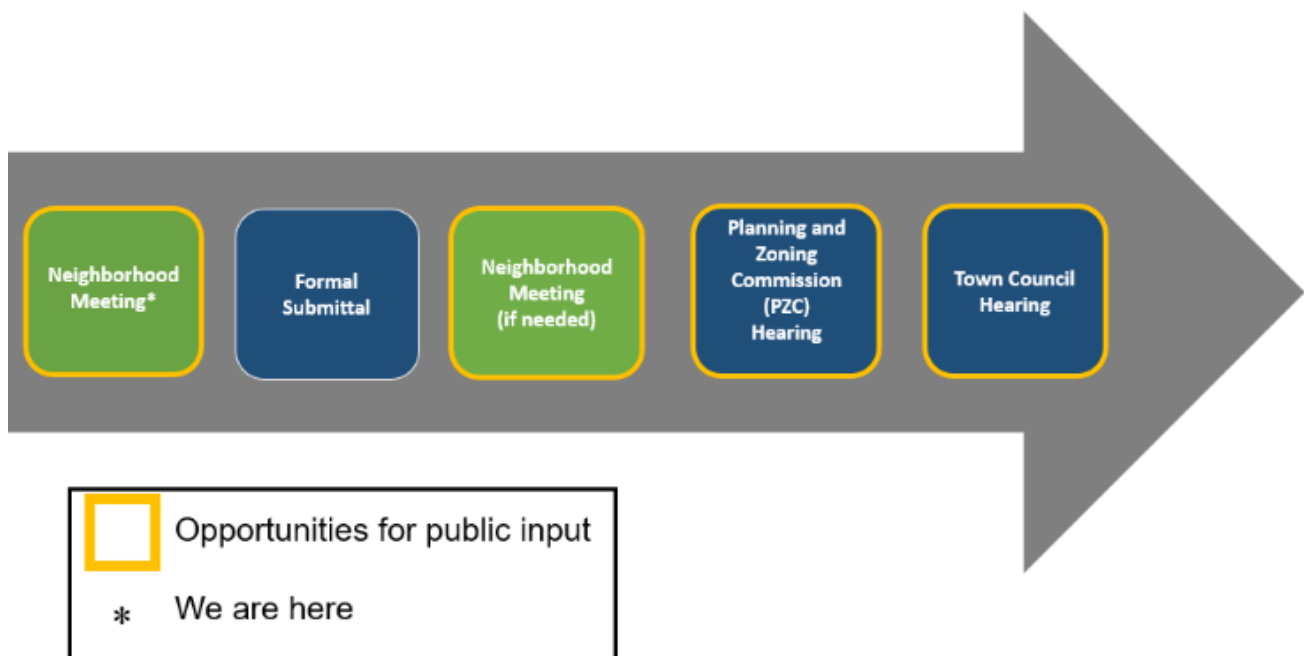 Neighborhood
Meeting*
Formal
Submittal
Neighborhood
Meeting
(if needed)
Planning and
Zoning
Commission
(PZC)
Hearing
Town Council
Hearing
Opportunities for public input
* We are here